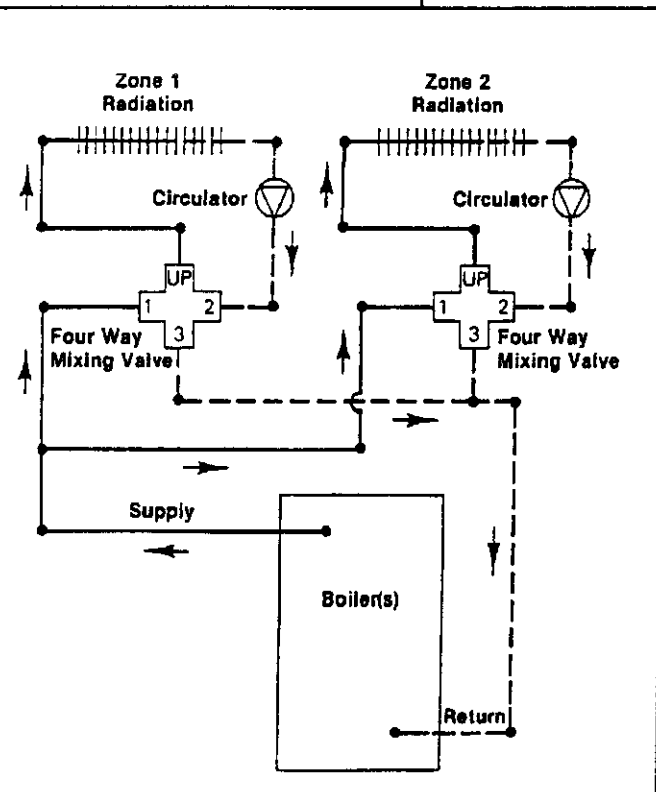 Zone 1
Radiation
Zone 2
Radiation
Circulator
Circulator
UP
1
2
3
UP
1
2
3
Four Way
Mixing Valve
Four Way
Mixing Valve
Supply
Boiler(s)
Return